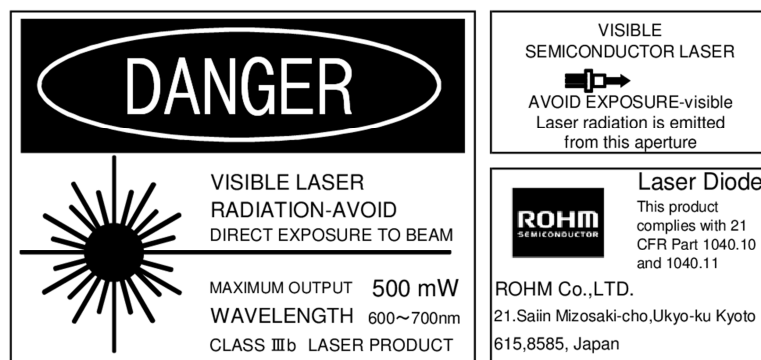 DANGER
VISIBLE LASER
RADIATION-AVOID
DIRECT EXPOSURE TO BEAM
MAXIMUM OUTPUT 500 mW
WAVELENGTH 600～700nm
CLASS Ⅲb LASER PRODUCT
VISIBLE
SEMICONDUCTOR LASER
AVOID EXPOSURE-visible
Laser radiation is emitted
from this aperture
ROHM
SEMICONDUCTOR
Laser Diode
This product
complies with 21
CFR Part 1040.10
and 1040.11
ROHM Co.,LTD.
21.Saiin Mizosaki-cho,Ukyo-ku Kyoto
615,8585, Japan